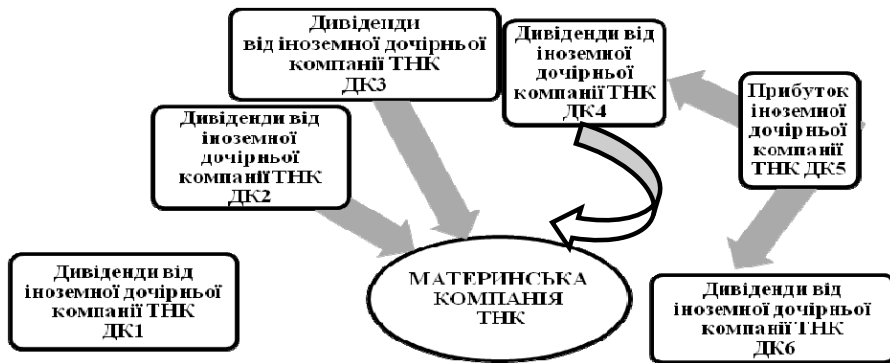 Дивіденди
від іноземної дочірньої
компанії ТНК
ДК3
Дивіденди від
іноземної
дочірньої
компанії ТНК
ДК4
Прибуток
іноземної
дочірньої
компанії
ТНК ДК5
Дивіденди від
іноземної
дочірньої
компанії ТНК
ДК2
Дивіденди від
іноземної дочірньої
компанії ТНК
ДК1
МАТЕРИНСЬКА
КОМПАНІЯ
ТНК
Дивіденди від
іноземної дочірньої
компанії ТНК
ДК6